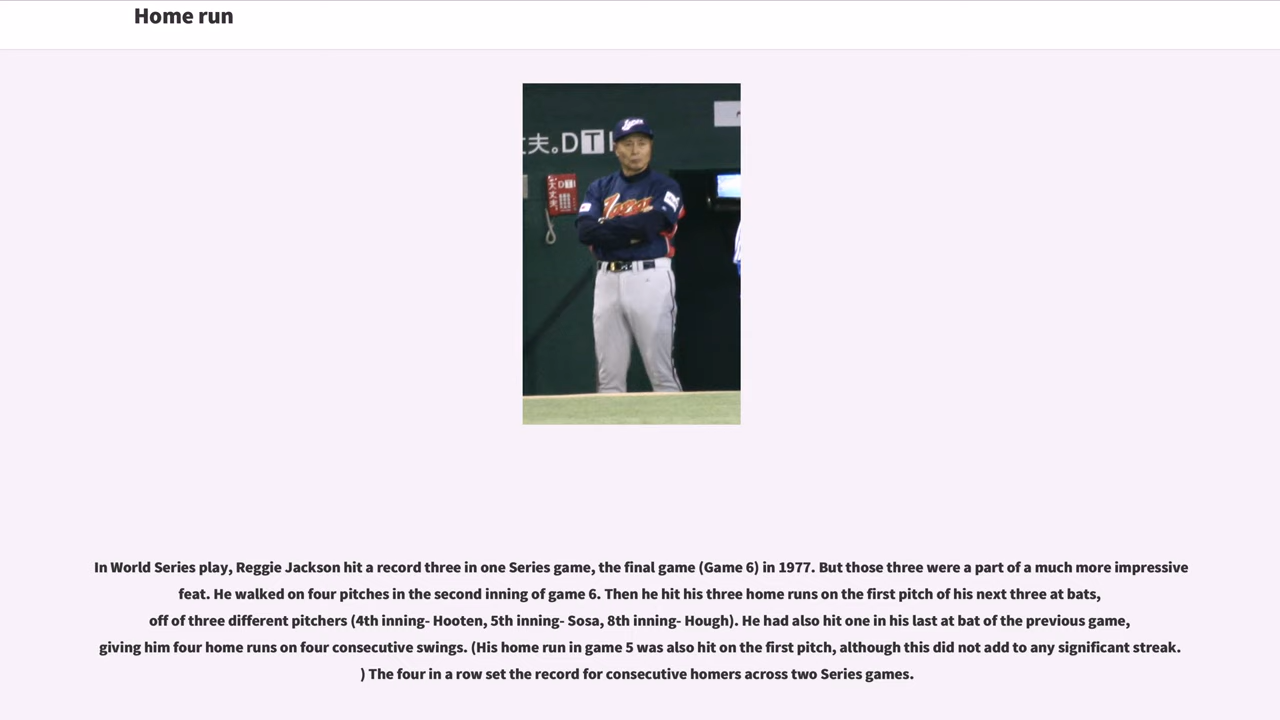 Home run
夫。DT
DT
大丈夫。
Japan
In World Series play, Reggie Jackson hit a record three in one Series game, the final game (Game 6) in 1977. But those three were a part of a much more impressive
feat. He walked on four pitches in the second inning of game 6. Then he hit his three home runs on the first pitch of his next three at bats,
off of three different pitchers (4th inning- Hooten, 5th inning- Sosa, 8th inning- Hough). He had also hit one in his last at bat of the previous game,
giving him four home runs on four consecutive swings. (His home run in game 5 was also hit on the first pitch, although this did not add to any significant streak.
) The four in a row set the record for consecutive homers across two Series games.